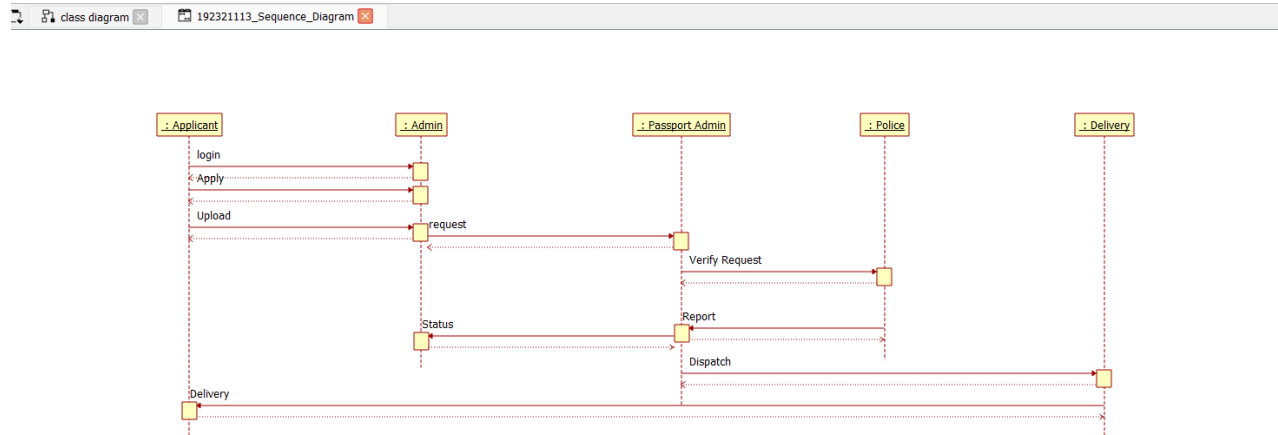 class diagram
192321113_Sequence_Diagram
: Applicant
: Admin
: Passport Admin
: Police
: Delivery
login
Apply
Upload
request
Verify Request
Report
Status
Dispatch
Delivery